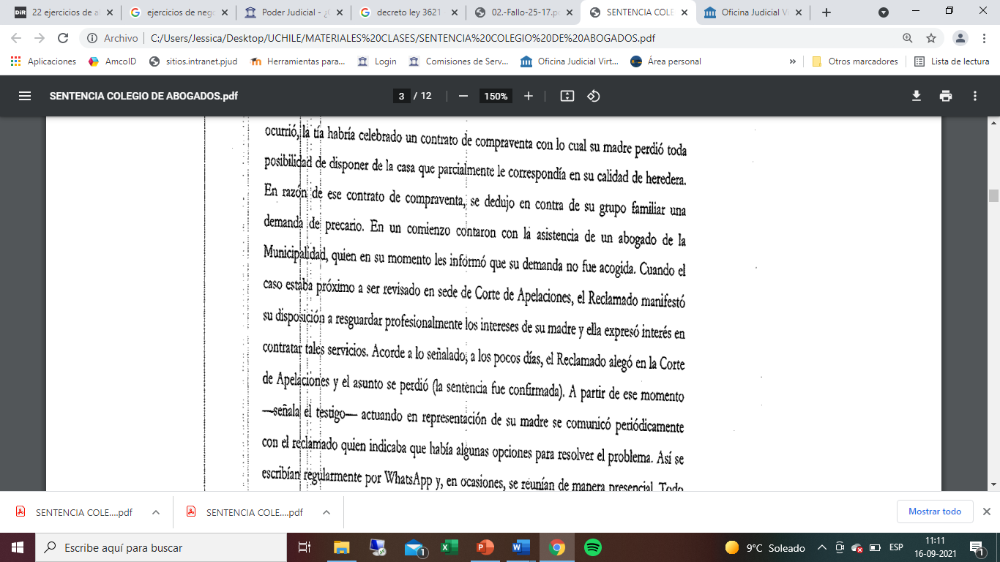 22 ejercicios de a
ejercicios de nego
Poder Judicial - ¿
decreto ley 3621
02.-Fallo-25-17.p
SENTENCIA COLE
Oficina Judicial Vi
Archivo | C:/Users/Jessica/Desktop/UCHILE/MATERIALES%20CLASES/SENTENCIA%20COLEGIO%20DE%20ABOGADOS.pdf
Aplicaciones
AmcoID
sitios.intranet.pjud
Herramientas para...
Login
Comisiones de Serv...
Oficina Judicial Virt...
Área personal
»
Otros marcadores
Lista de lectura
SENTENCIA COLEGIO DE ABOGADOS.pdf
3 / 12
150%
ocurrió, la tía habría celebrado un contrato de compraventa con lo cual su madre perdió toda
posibilidad de disponer de la casa que parcialmente le correspondía en su calidad de heredera.
En razón de ese contrato de compraventa, se dedujo en contra de su grupo familiar una
demanda de precario. En un comienzo contaron con la asistencia de un abogado de la
Municipalidad, quien en su momento les informó que su demanda no fue acogida. Cuando el
caso estaba próximo a ser revisado en sede de Corte de Apelaciones, el Reclamado manifestó
su disposición a resguardar profesionalmente los intereses de su madre y ella expresó interés en
contratar tales servicios. Acorde a lo señalado, a los pocos días, el Reclamado alegó en la Corte
de Apelaciones y el asunto se perdió (la sentencia fue confirmada). A partir de ese momento
—señala el testigo— actuando en representación de su madre se comunicó periódicamente
con el reclamado quien indicaba que había algunas opciones para resolver el problema. Así se
escribían regularmente por WhatsApp y, en ocasiones, se reunían de manera presencial. Todo
SENTENCIA COLE....pdf
SENTENCIA COLE....pdf
Mostrar todo
Escribe aquí para buscar
1
9°C Soleado
ESP
11:11
16-09-2021
1